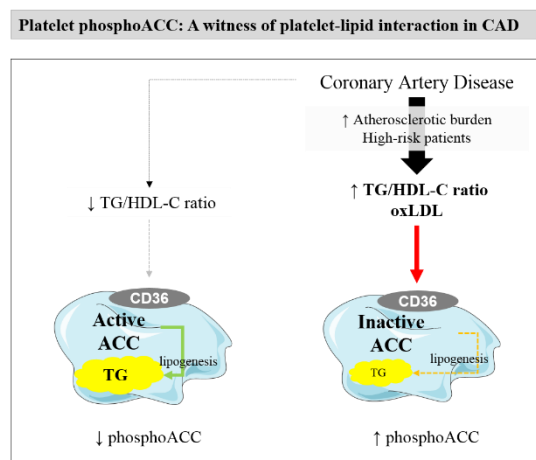 Platelet phosphoACC: A witness of platelet-lipid interaction in CAD
Coronary Artery Disease
↑ Atherosclerotic burden
High-risk patients
↓ TG/HDL-C ratio
↑ TG/HDL-C ratio
oxLDL
CD36
Active
ACC
lipogenesis
TG
CD36
Inactive
ACC
lipogenesis
TG
↓ phosphoACC
↑ phosphoACC